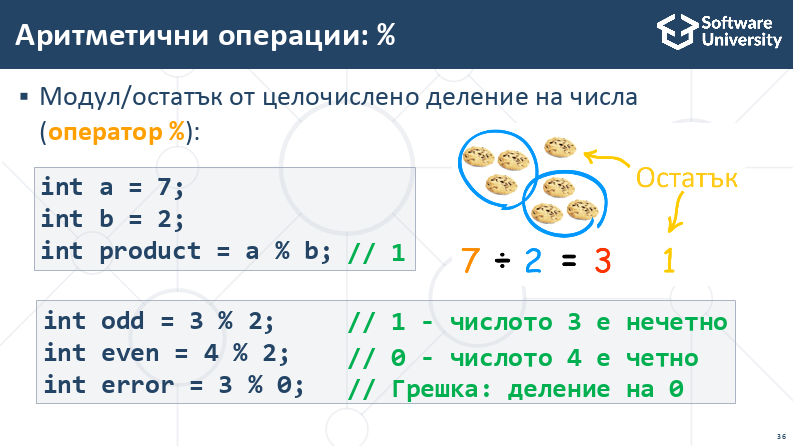 Аритметични операции: %
Software
University
▪ Модул/остатък от целочислено деление на числа
(оператор %):
int a = 7;
int b = 2;
int product = a % b; // 1
Остатък
7 ÷ 2 = 3 1
int odd = 3 % 2; // 1 - числото 3 е нечетно
int even = 4 % 2; // 0 - числото 4 е четно
int error = 3 % 0; // Грешка: деление на 0
36